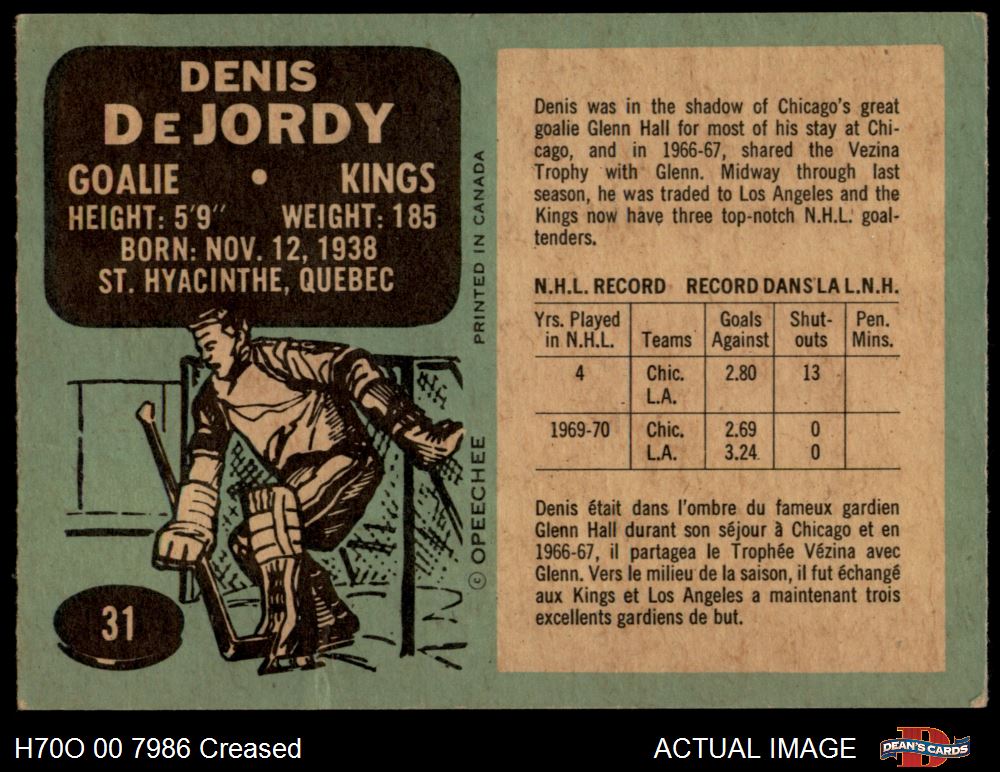 DENIS
DeJORDY
GOALIE • KINGS
HEIGHT: 5'9" WEIGHT: 185
BORN: NOV. 12, 1938
ST. HYACINTHE, QUEBEC
31
PRINTED IN CANADA
© OPEECHEE
Denis was in the shadow of Chicago's great
goalie Glenn Hall for most of his stay at Chi-
cago, and in 1966-67, shared the Vezina
Trophy with Glenn. Midway through last
season, he was traded to Los Angeles and the
Kings now have three top-notch N.H.L. goal-
tenders.
N.H.L. RECORD RECORD DANS LA L.N.H.
Yrs. Played in N.H.L. Teams Goals Against Shut-outs Pen. Mins.
4 Chic. 2.80 13
L.A.
1969-70 Chic. 2.69 0
L.A. 3.24 0
Denis était dans l'ombre du fameux gardien
Glenn Hall durant son séjour à Chicago et en
1966-67, il partagea le Trophée Vézina avec
Glenn. Vers le milieu de la saison, il fut échangé
aux Kings et Los Angeles a maintenant trois
excellents gardiens de but.
H70O 00 7986 Creased
ACTUAL IMAGE
DEAN'S CARDS